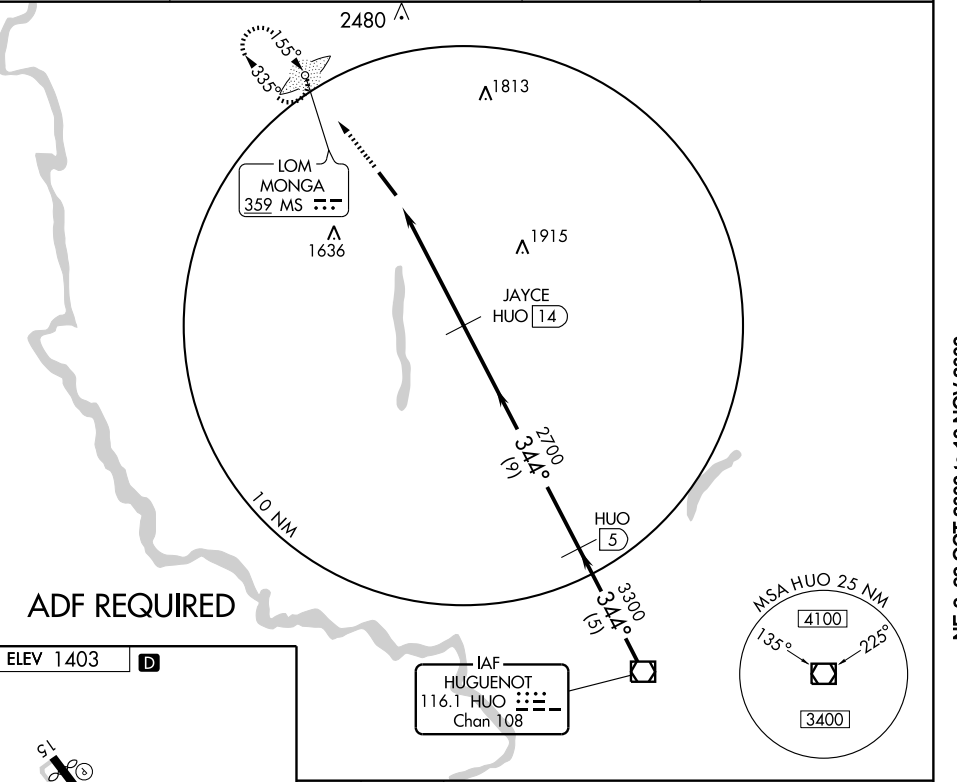 2480
155°
335°
1813
LOM
MONGA
359 MS
1636
1915
JAYCE
HUO 14
2700
344°
(9)
10 NM
HUO
5
3300
344°
(5)
ADF REQUIRED
MSA HUO 25 NM
4100
135°
225°
3400
ELEV 1403 D
IAF
HUGUENOT
116.1 HUO
Chan 108
15
P